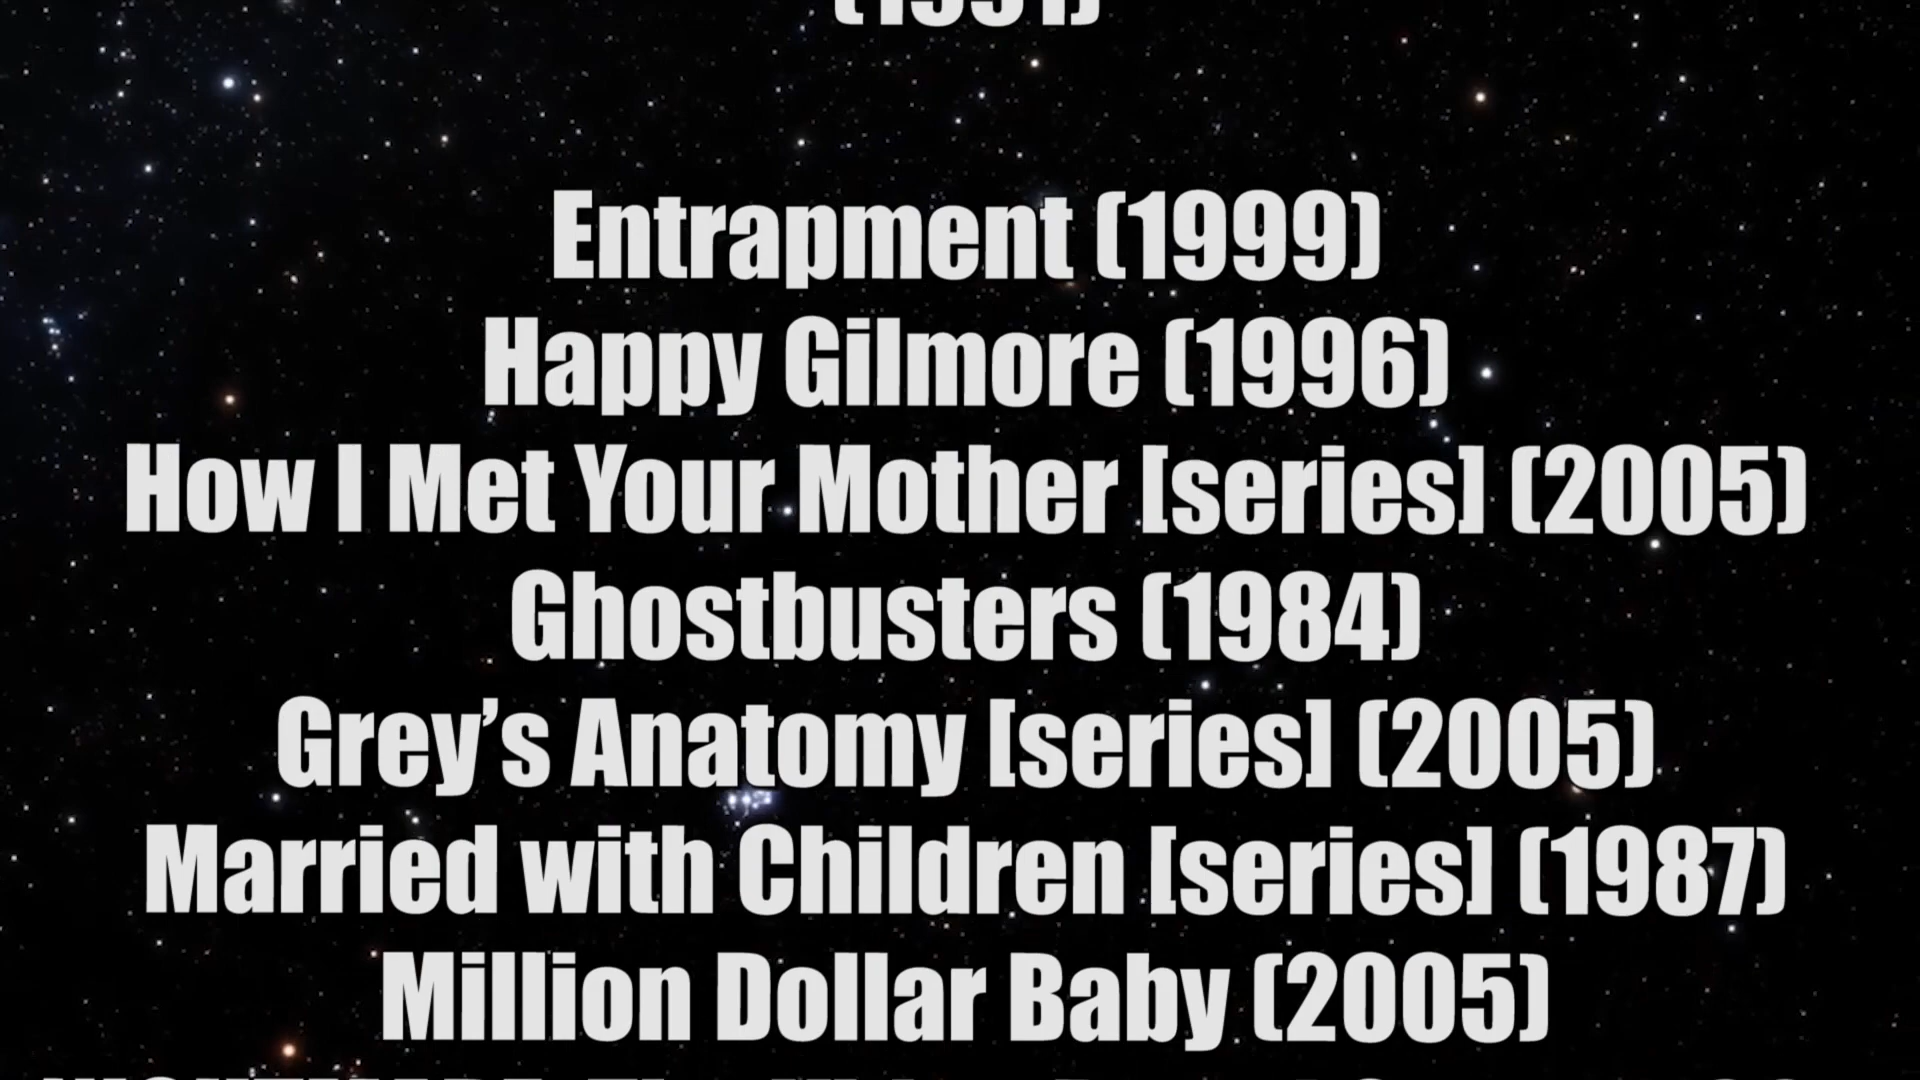 (1991)
Entrapment (1999)
Happy Gilmore (1996)
How I Met Your Mother [series] (2005)
Ghostbusters (1984)
Grey’s Anatomy [series] (2005)
Married with Children [series] (1987)
Million Dollar Baby (2005)